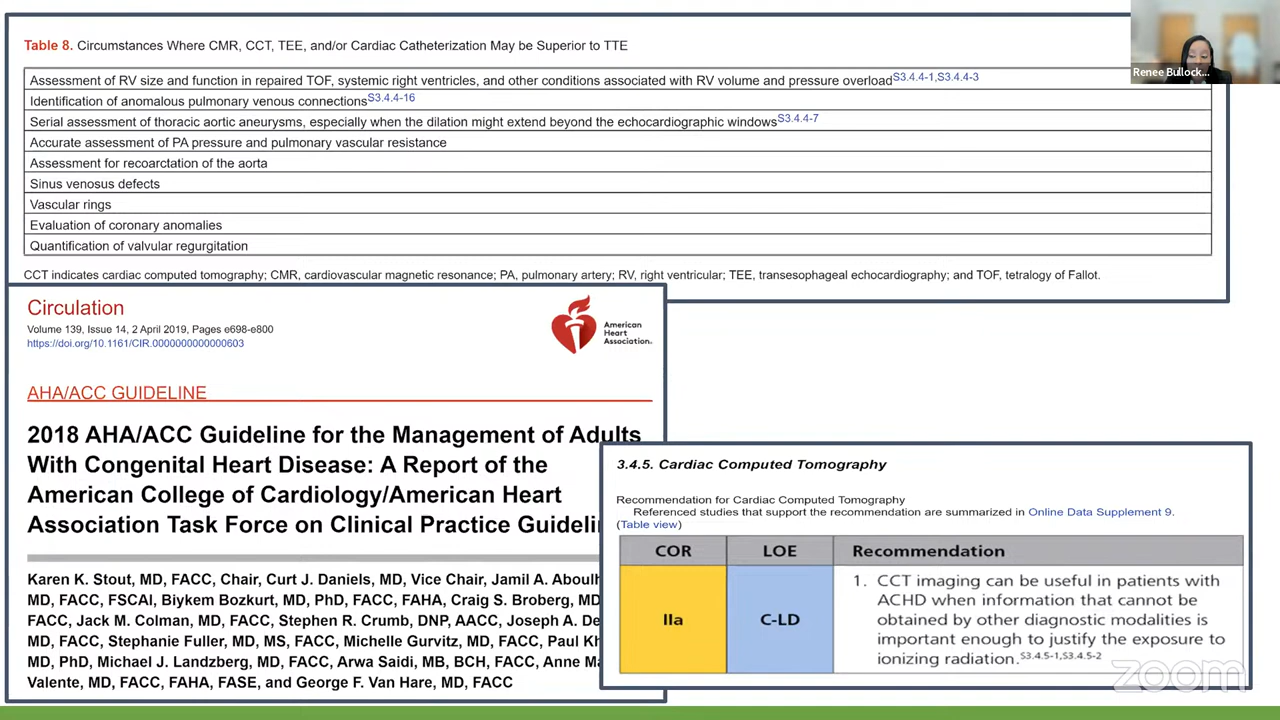 Table 8. Circumstances Where CMR, CCT, TEE, and/or Cardiac Catheterization May be Superior to TTE
Assessment of RV size and function in repaired TOF, systemic right ventricles, and other conditions associated with RV volume and pressure overloadS3.4.4-1,S3.4.4-3
Identification of anomalous pulmonary venous connectionsS3.4.4-16
Serial assessment of thoracic aortic aneurysms, especially when the dilation might extend beyond the echocardiographic windowsS3.4.4-7
Accurate assessment of PA pressure and pulmonary vascular resistance
Assessment for recoarctation of the aorta
Sinus venosus defects
Vascular rings
Evaluation of coronary anomalies
Quantification of valvular regurgitation
CCT indicates cardiac computed tomography; CMR, cardiovascular magnetic resonance; PA, pulmonary artery; RV, right ventricular; TEE, transesophageal echocardiography; and TOF, tetralogy of Fallot.
Renee Bullock...
Circulation
Volume 139, Issue 14, 2 April 2019, Pages e698-e800
https://doi.org/10.1161/CIR.0000000000000603
American
Heart
Association.
AHA/ACC GUIDELINE
2018 AHA/ACC Guideline for the Management of Adults
With Congenital Heart Disease: A Report of the
American College of Cardiology/American Heart
Association Task Force on Clinical Practice Guideli
Karen K. Stout, MD, FACC, Chair, Curt J. Daniels, MD, Vice Chair, Jamil A. Aboulh
MD, FACC, FSCAI, Biykem Bozkurt, MD, PhD, FACC, FAHA, Craig S. Broberg, MD
FACC, Jack M. Colman, MD, FACC, Stephen R. Crumb, DNP, AACC, Joseph A. De
MD, FACC, Stephanie Fuller, MD, MS, FACC, Michelle Gurvitz, MD, FACC, Paul Kh
MD, PhD, Michael J. Landzberg, MD, FACC, Arwa Saidi, MB, BCH, FACC, Anne Ma
Valente, MD, FACC, FAHA, FASE, and George F. Van Hare, MD, FACC
3.4.5. Cardiac Computed Tomography
Recommendation for Cardiac Computed Tomography
Referenced studies that support the recommendation are summarized in Online Data Supplement 9.
(Table view)
COR LOE Recommendation
IIa C-LD 1. CCT imaging can be useful in patients with
ACHD when information that cannot be
obtained by other diagnostic modalities is
important enough to justify the exposure to
ionizing radiation.S3.4.5-1,S3.4.5-2
zoom